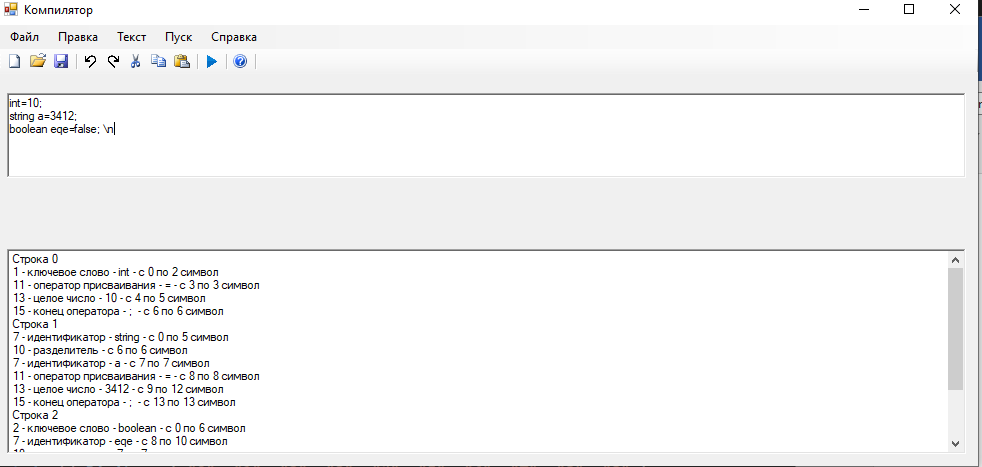 Компилятор
Файл Правка Текст Пуск Справка
int=10;
string a=3412;
boolean eqe=false; \n
Строка 0
1 - ключевое слово - int - с 0 по 2 символ
11 - оператор присваивания - = - с 3 по 3 символ
13 - целое число - 10 - с 4 по 5 символ
15 - конец оператора - ; - с 6 по 6 символ
Строка 1
7 - идентификатор - string - с 0 по 5 символ
10 - разделитель - с 6 по 6 символ
7 - идентификатор - a - с 7 по 7 символ
11 - оператор присваивания - = - с 8 по 8 символ
13 - целое число - 3412 - с 9 по 12 символ
15 - конец оператора - ; - с 13 по 13 символ
Строка 2
2 - ключевое слово - boolean - с 0 по 6 символ
7 - идентификатор - eqe - с 8 по 10 символ